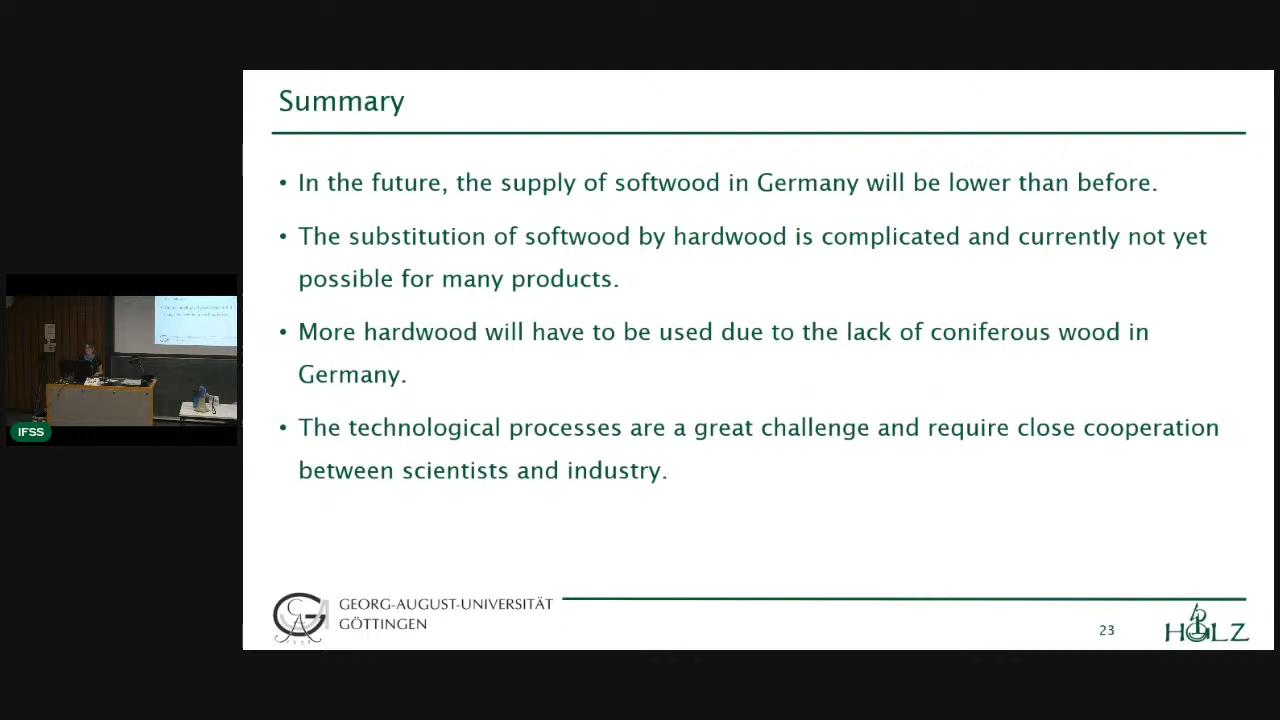 Summary
• In the future, the supply of softwood in Germany will be lower than before.
• The substitution of softwood by hardwood is complicated and currently not yet
possible for many products.
• More hardwood will have to be used due to the lack of coniferous wood in
Germany.
• The technological processes are a great challenge and require close cooperation
between scientists and industry.
IFSS
GEORG-AUGUST-UNIVERSITÄT
GÖTTINGEN
23
HOLZ